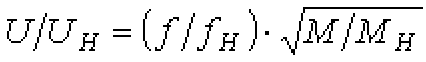 U/U_H = (f/f_H)·√M/M_H